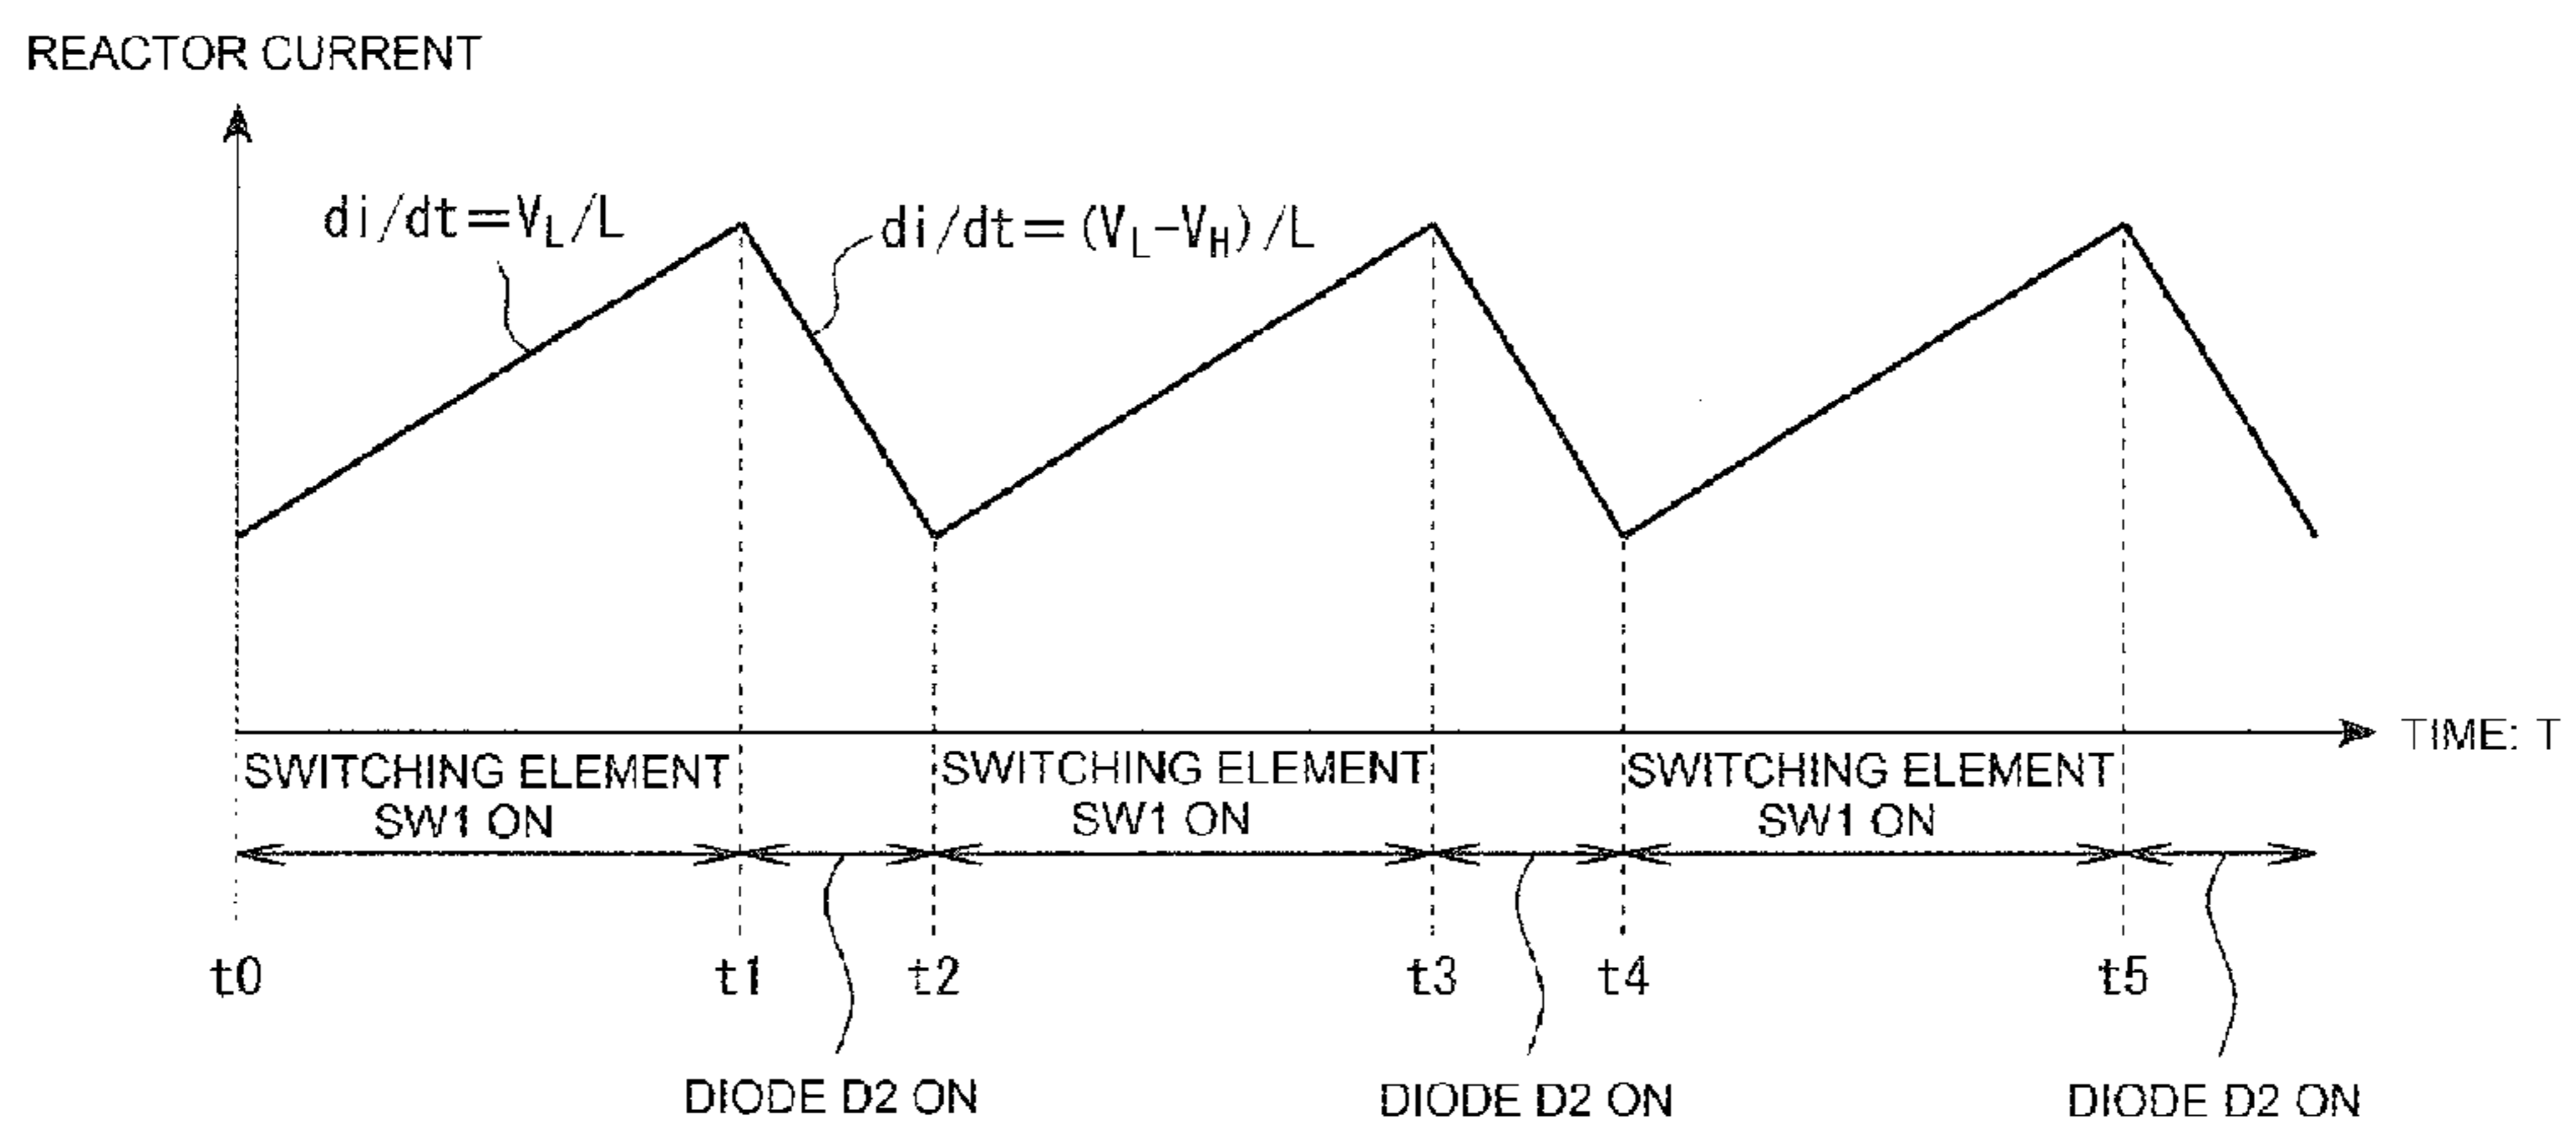 REACTOR CURRENT
di/dt=VL/L
di/dt=(VL-VH)/L
TIME: T
SWITCHING ELEMENT
SW1 ON
SWITCHING ELEMENT
SW1 ON
SWITCHING ELEMENT
SW1 ON
t0
t1
t2
t3
t4
t5
DIODE D2 ON
DIODE D2 ON
DIODE D2 ON